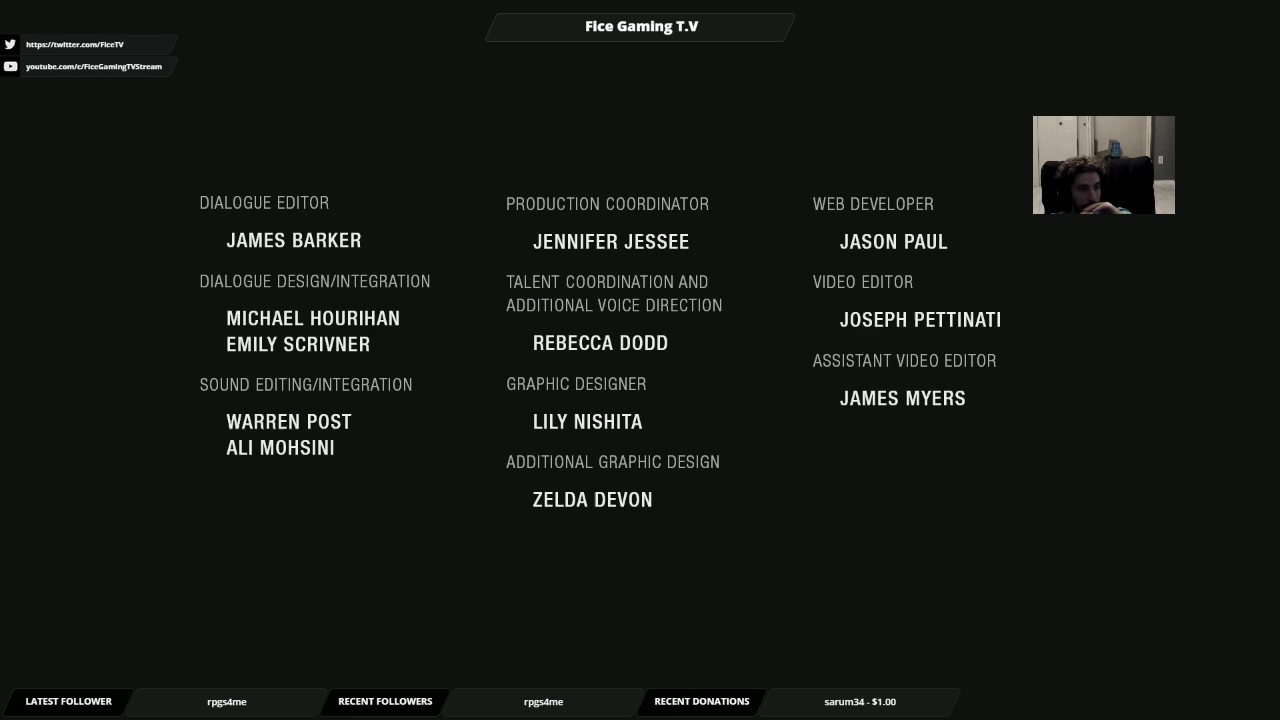 Fice Gaming T.V
https://twitter.com/FiceTV
youtube.com/c/FiceGamingTVStream
DIALOGUE EDITOR
JAMES BARKER
DIALOGUE DESIGN/INTEGRATION
MICHAEL HOURIHAN
EMILY SCRIVNER
SOUND EDITING/INTEGRATION
WARREN POST
ALI MOHSINI
PRODUCTION COORDINATOR
JENNIFER JESSEE
TALENT COORDINATION AND
ADDITIONAL VOICE DIRECTION
REBECCA DODD
GRAPHIC DESIGNER
LILY NISHITA
ADDITIONAL GRAPHIC DESIGN
ZELDA DEVON
WEB DEVELOPER
JASON PAUL
VIDEO EDITOR
JOSEPH PETTINATI
ASSISTANT VIDEO EDITOR
JAMES MYERS
LATEST FOLLOWER
rpgs4me
RECENT FOLLOWERS
rpgs4me
RECENT DONATIONS
sarum34 - $1.00